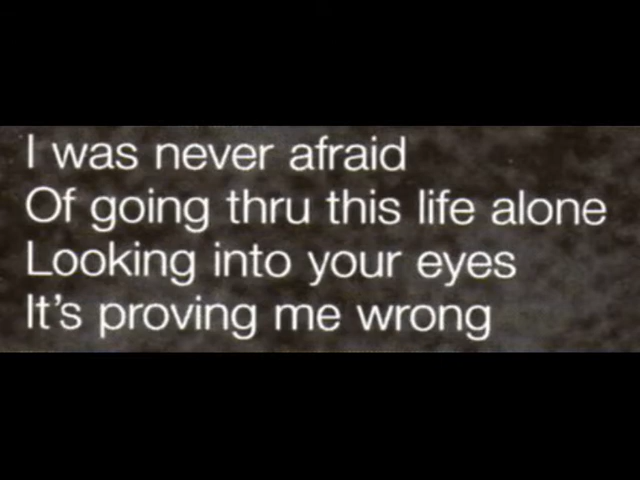 I was never afraid
Of going thru this life alone
Looking into your eyes
It's proving me wrong